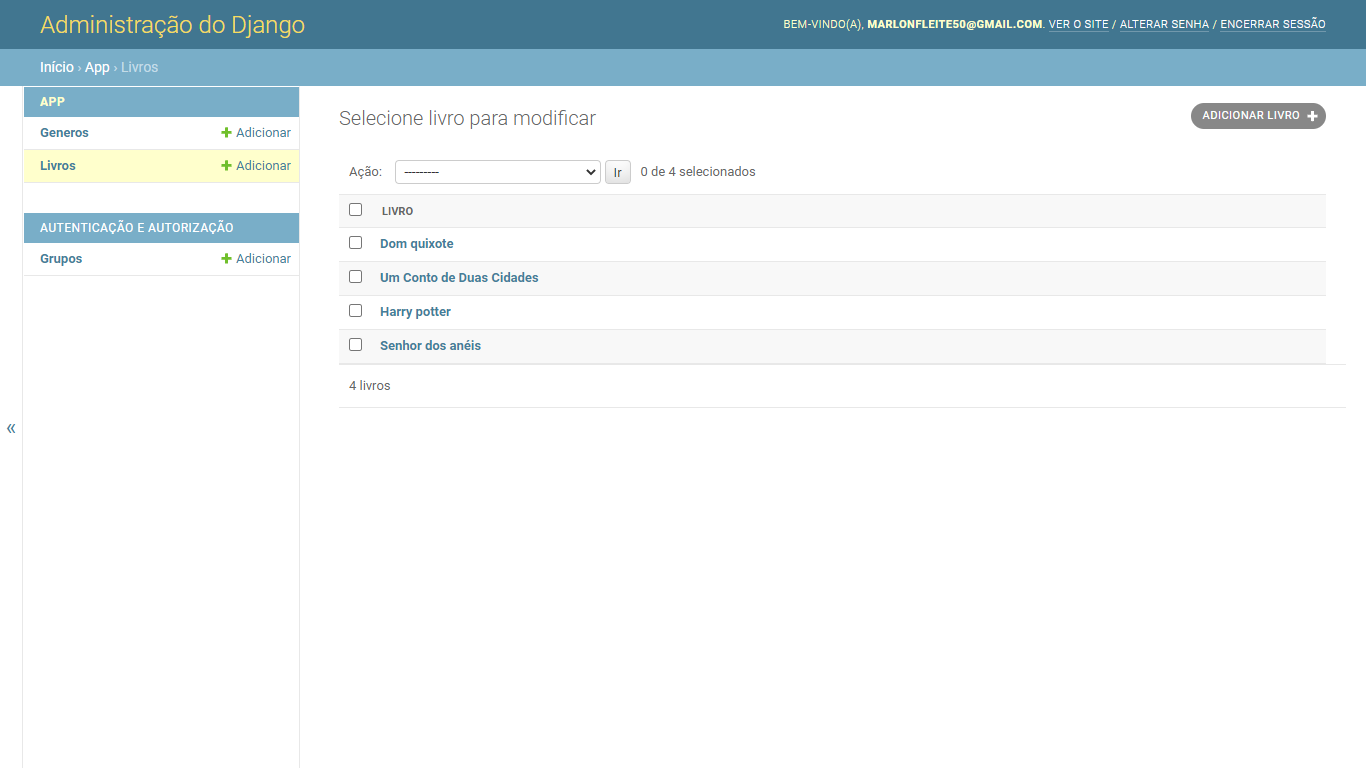 Administração do Django
BEM-VINDO(A), MARLONFLEITE50@GMAIL.COM. VER O SITE / ALTERAR SENHA / ENCERRAR SESSÃO
Início › App › Livros
APP
Generos + Adicionar
Livros + Adicionar
AUTENTICAÇÃO E AUTORIZAÇÃO
Grupos + Adicionar
«
Selecione livro para modificar
ADICIONAR LIVRO +
Ação: --------- Ir 0 de 4 selecionados
LIVRO
Dom quixote
Um Conto de Duas Cidades
Harry potter
Senhor dos anéis
4 livros